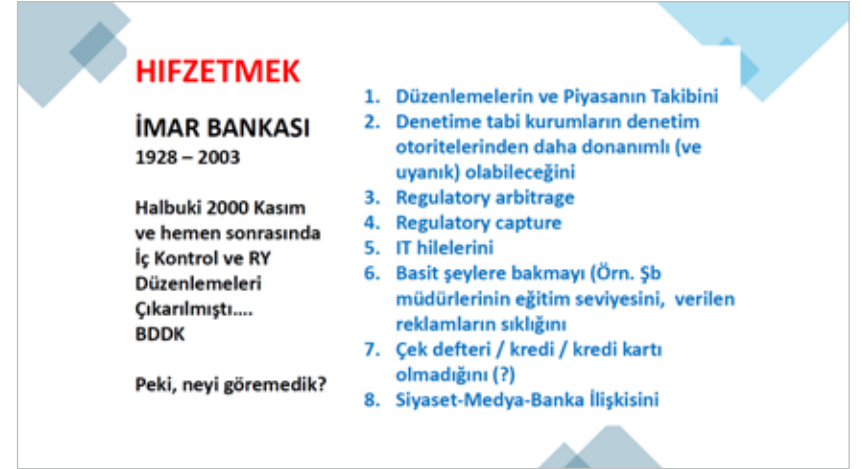 HIFZETMEK
İMAR BANKASI
1928 – 2003
Halbuki 2000 Kasım
ve hemen sonrasında
İç Kontrol ve RY
Düzenlemeleri
Çıkarılmıştı....
BDDK
Peki, neyi göremedik?
1. Düzenlemelerin ve Piyasanın Takibini
2. Denetime tabi kurumların denetim
otoritelerinden daha donanımlı (ve
uyanık) olabileceğini
3. Regulatory arbitrage
4. Regulatory capture
5. IT hilelerini
6. Basit şeylere bakmayı (Örn. Şb
müdürlerinin eğitim seviyesini, verilen
reklamların sıklığını
7. Çek defteri / kredi / kredi kartı
olmadığını (?)
8. Siyaset-Medya-Banka İlişkisini